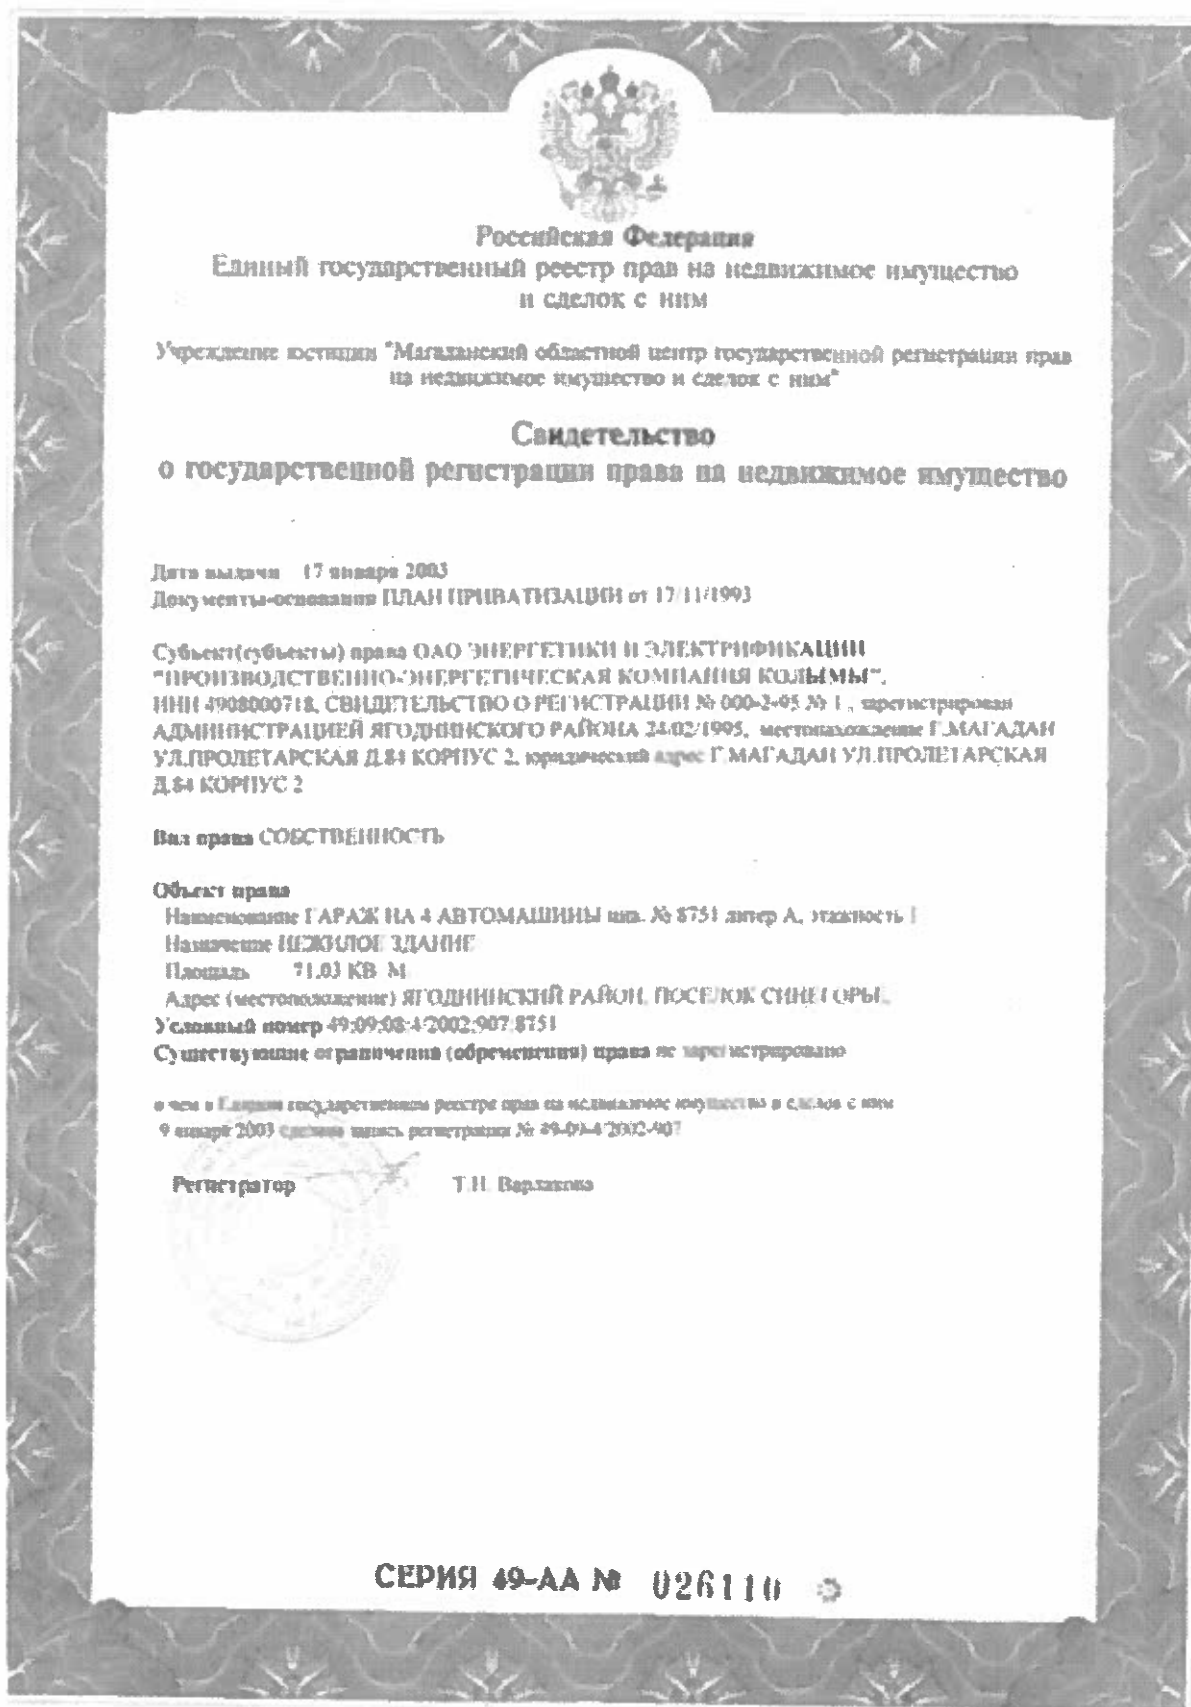 Российская Федерация
Единый государственный реестр прав на недвижимое имущество
и сделок с ним
Учреждение юстиции "Магаданский областной центр государственной регистрации прав
на недвижимое имущество и сделок с ним"
Свидетельство
о государственной регистрации права на недвижимое имущество
Дата выдачи 17 января 2003
Документы-основания ПЛАН ПРИВАТИЗАЦИИ от 17/11/1993
Субъект(субъекты) права ОАО ЭНЕРГЕТИКИ И ЭЛЕКТРИФИКАЦИИ
"ПРОИЗВОДСТВЕННО-ЭНЕРГЕТИЧЕСКАЯ КОМПАНИЯ КОЛЫМЫ",
ИНН 4908000718, СВИДЕТЕЛЬСТВО О РЕГИСТРАЦИИ № 000-2-95 № 1 , зарегистрирован
АДМИНИСТРАЦИЕЙ ЯГОДНИНСКОГО РАЙОНА 24/02/1995, местонахождение Г.МАГАДАН
УЛ.ПРОЛЕТАРСКАЯ Д.84 КОРПУС 2, юридический адрес Г.МАГАДАН УЛ.ПРОЛЕТАРСКАЯ
Д.84 КОРПУС 2
Вид права СОБСТВЕННОСТЬ
Объект права
Наименование ГАРАЖ НА 4 АВТОМАШИНЫ инв. № 8751 литер А, этажность 1
Назначение НЕЖИЛОЕ ЗДАНИЕ
Площадь 71.03 КВ. М
Адрес (местоположение) ЯГОДНИНСКИЙ РАЙОН, ПОСЕЛОК СИНЕГОРЬЕ,
Условный номер 49:09:08:4/2002:907:8751
Существующие ограничения (обременения) права не зарегистрировано
о чем в Едином государственном реестре прав на недвижимое имущество и сделок с ним
9 января 2003 сделана запись регистрации № 49-09-4/2002-907
Регистратор Т.Н.
СЕРИЯ 49-АА № 026110